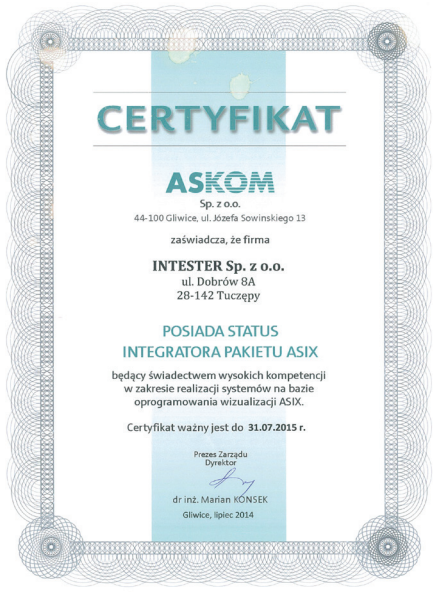 CERTYFIKAT
ASKOM
Sp. z o.o.
44-100 Gliwice, ul. Józefa Sowinskiego 13
zaświadcza, że firma
INTESTER Sp. z o.o.
ul. Dobrów 8A
28-142 Tuczępy
POSIADA STATUS
INTEGRATORA PAKIETU ASIX
będący świadectwem wysokich kompetencji
w zakresie realizacji systemów na bazie
oprogramowania wizualizacji ASIX.
Certyfikat ważny jest do 31.07.2015 r.
Prezes Zarządu
Dyrektor
dr inż. Marian KONSEK
Gliwice, lipiec 2014